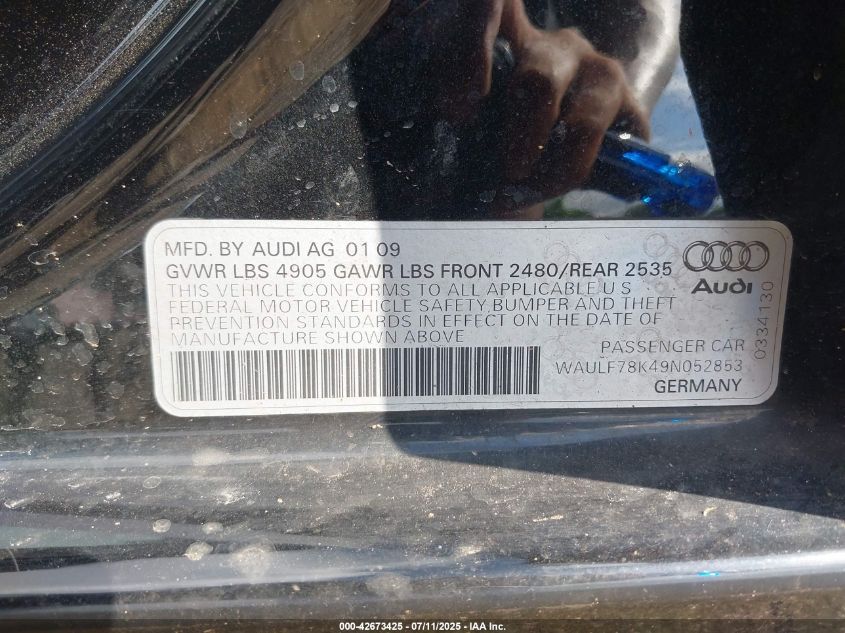 MFD. BY AUDI AG 01 09
GVWR LBS 4905 GAWR LBS FRONT 2480/REAR 2535
THIS VEHICLE CONFORMS TO ALL APPLICABLE U S
FEDERAL MOTOR VEHICLE SAFETY, BUMPER AND THEFT
PREVENTION STANDARDS IN EFFECT ON THE DATE OF
MANUFACTURE SHOWN ABOVE
Audi
0334130
PASSENGER CAR
WAULF78K49N052853
GERMANY
000-42673425 - 07/11/2025 - IAA Inc.